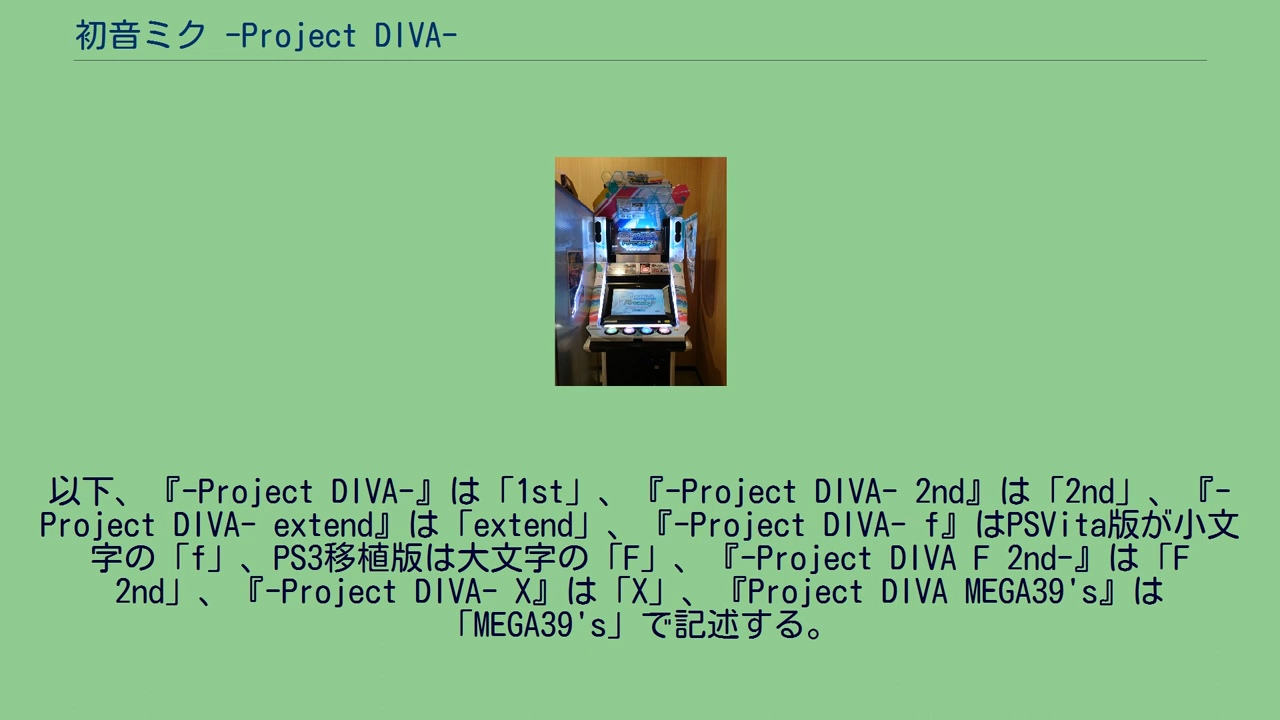 初音ミク -Project DIVA-
以下、『-Project DIVA-』は「1st」、『-Project DIVA- 2nd』は「2nd」、『-
Project DIVA- extend』は「extend」、『-Project DIVA- f』はPSVita版が小文
字の「f」、PS3移植版は大文字の「F」、『-Project DIVA F 2nd-』は「F
2nd」、『-Project DIVA- X』は「X」、『Project DIVA MEGA39's』は
「MEGA39's」で記述する。